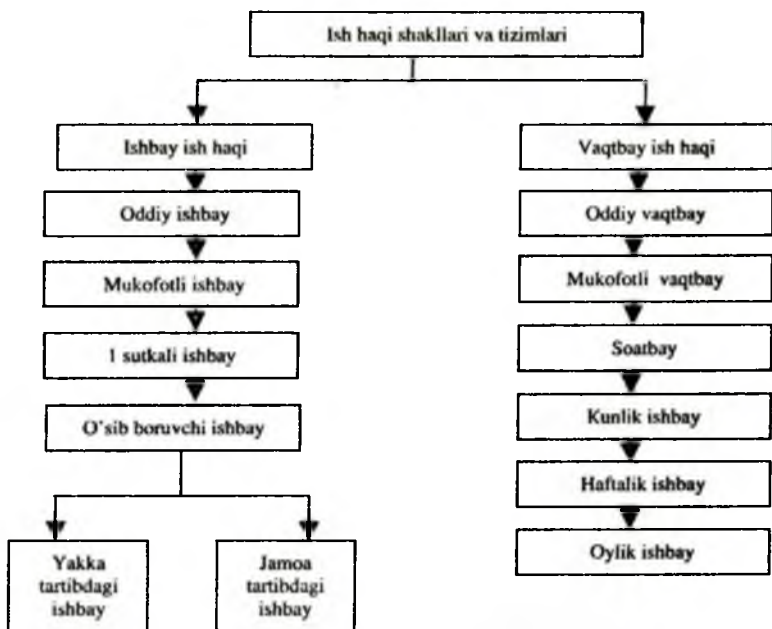 Ish haqi shakllari va tizimlari
Ishbay ish haqi
Vaqtbay ish haqi
Oddiy ishbay
Oddiy vaqtbay
Mukofotli ishbay
Mukofotli vaqtbay
1 sutkali ishbay
Soatbay
O'sib boruvchi ishbay
Kunlik ishbay
Haftalik ishbay
Yakka
tartibdagi
ishbay
Jamoa
tartibdagi
ishbay
Oylik ishbay